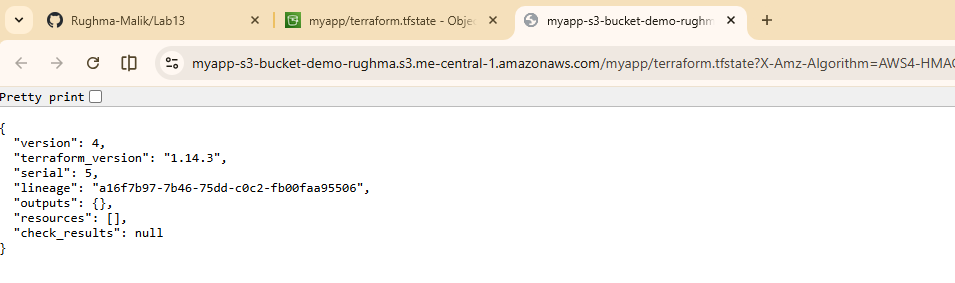 Rughma-Malik/Lab13
myapp/terraform.tfstate - Objec
myapp-s3-bucket-demo-rughm
myapp-s3-bucket-demo-rughma.s3.me-central-1.amazonaws.com/myapp/terraform.tfstate?X-Amz-Algorithm=AWS4-HMAC
Pretty print
{
"version": 4,
"terraform_version": "1.14.3",
"serial": 5,
"lineage": "a16f7b97-7b46-75dd-c0c2-fb00faa95506",
"outputs": {},
"resources": [],
"check_results": null
}